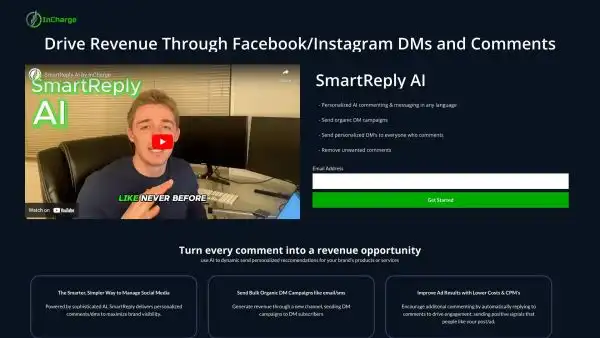 InCharge
Drive Revenue Through Facebook/Instagram DMs and Comments
SmartReply AI by InCharge
SmartReply
AI
LIKE NEVER BEFORE
Watch on YouTube
SmartReply AI
- Personalized AI commenting & messaging in any language
- Send organic DM campaigns
- Send personalized DM's to everyone who comments
- Remove unwanted comments
Email Address
Get Started
Turn every comment into a revenue opportunity
use AI to dynamic send personalized reccomendations for your brand's products or services
The Smarter, Simpler Way to Manage Social Media
Powered by sophisticated AI, SmartReply delivers personalized
comments/dms to maximize brand visibility.
Send Bulk Organic DM Campaigns like email/sms
Generate revenue through a new channel, sending DM
campaigns to DM subscribers
Improve Ad Results with Lower Costs & CPM's
Encourage additonal commenting by automatically replying to
comments to drive engagement, sending positive signals that
people like your post/ad.